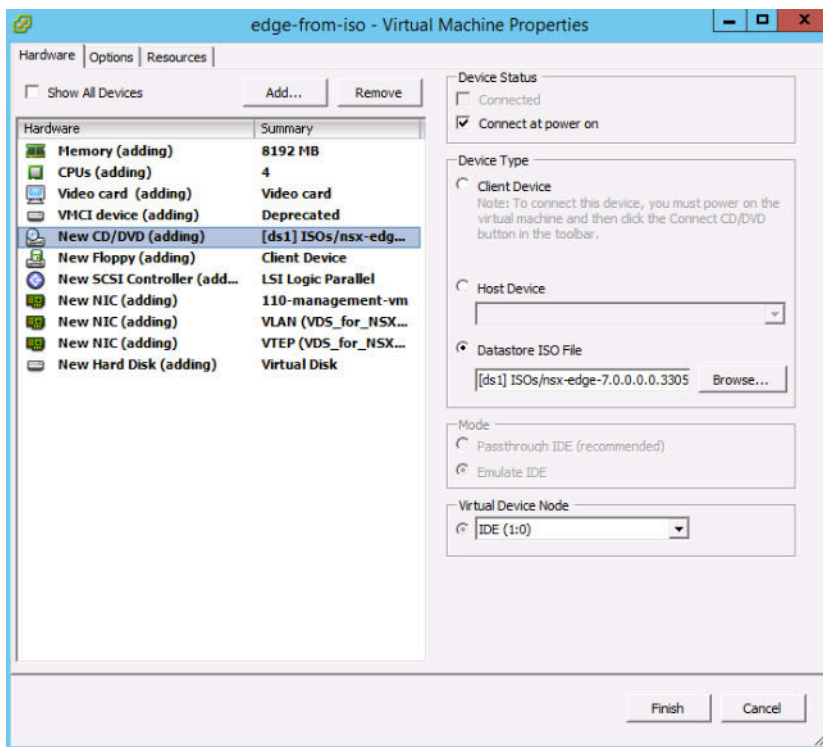 edge-from-iso - Virtual Machine Properties
Hardware Options Resources
Show All Devices
Add...
Remove
Hardware Summary
Memory (adding) 8192 MB
CPUs (adding) 4
Video card (adding) Video card
VMCI device (adding) Deprecated
New CD/DVD (adding) [ds1] ISOs/nsx-edg...
New Floppy (adding) Client Device
New SCSI Controller (add... LSI Logic Parallel
New NIC (adding) 110-management-vm
New NIC (adding) VLAN (VDS_for_NSX...
New NIC (adding) VTEP (VDS_for_NSX...
New Hard Disk (adding) Virtual Disk
Device Status
Connected
Connect at power on
Device Type
Client Device
Note: To connect this device, you must power on the
virtual machine and then click the Connect CD/DVD
button in the toolbar.
Host Device
Datastore ISO File
[ds1] ISOs/nsx-edge-7.0.0.0.0.3305
Browse...
Mode
Passthrough IDE (recommended)
Emulate IDE
Virtual Device Node
IDE (1:0)
Finish
Cancel